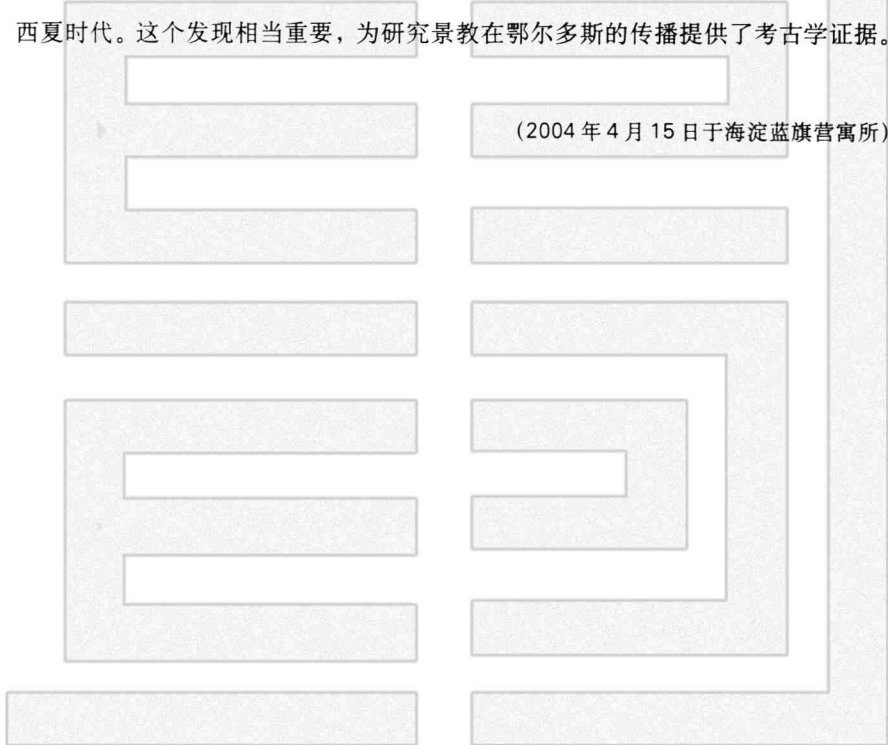 西夏时代。这个发现相当重要，为研究景教在鄂尔多斯的传播提供了考古学证据。
（2004年4月15日于海淀蓝旗营寓所）